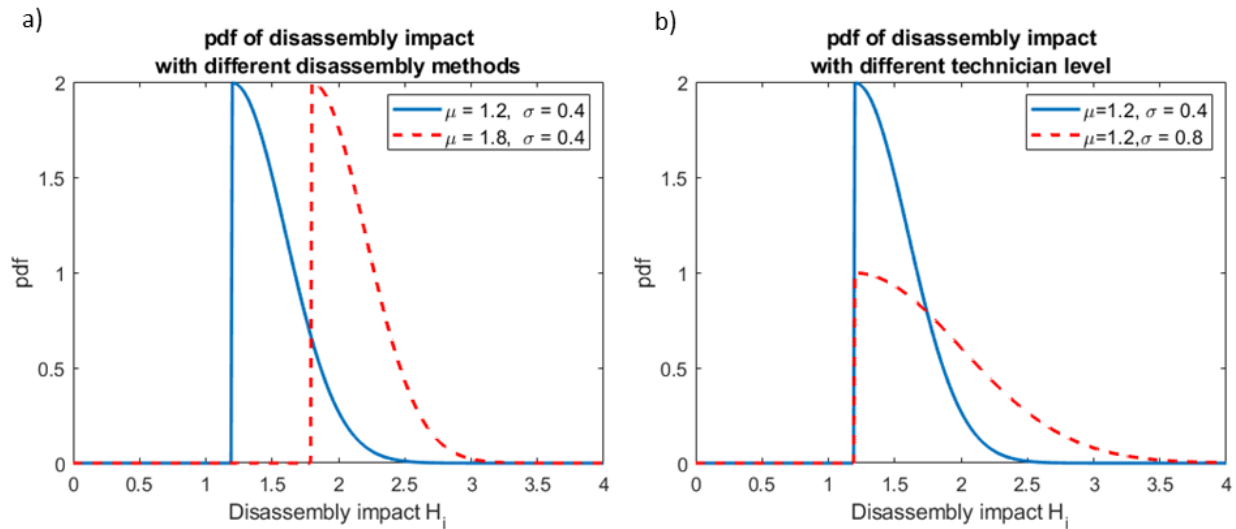 a)
pdf of disassembly impact
with different disassembly methods
μ = 1.2, σ = 0.4
μ = 1.8, σ = 0.4
pdf
2
1.5
1
0.5
0
0 0.5 1 1.5 2 2.5 3 3.5 4
Disassembly impact H_i
b)
pdf of disassembly impact
with different technician level
μ=1.2, σ = 0.4
μ=1.2,σ = 0.8
pdf
2
1.5
1
0.5
0
0 0.5 1 1.5 2 2.5 3 3.5 4
Disassembly impact H_i